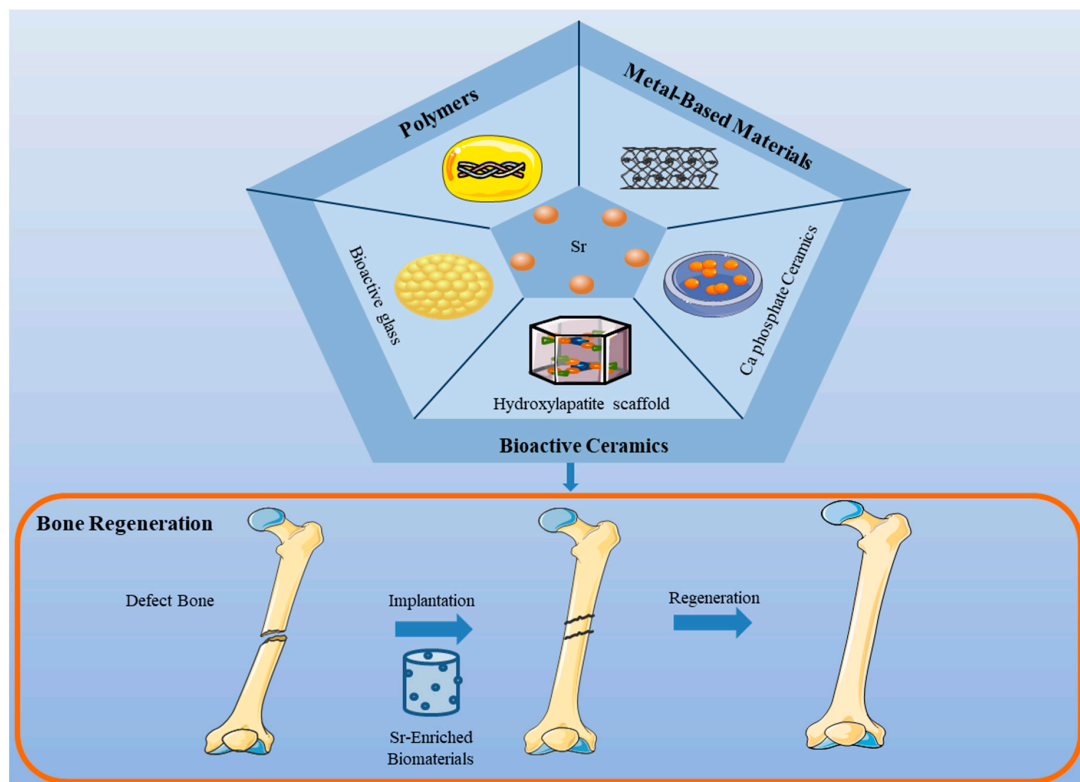 Polymers
Metal-Based Materials
Sr
Bioactive glass
Ca phosphate Ceramics
Hydroxylapatite scaffold
Bioactive Ceramics
Bone Regeneration
Defect Bone
Implantation
Regeneration
Sr-Enriched
Biomaterials